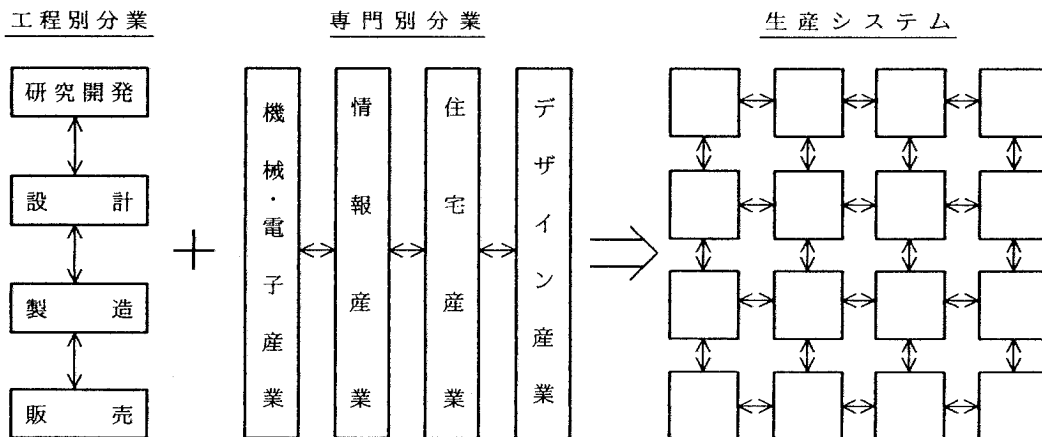 工程別分業
専門別分業
生産システム
研究開発
設計
製造
販売
機械・電子産業
情報産業
住宅産業
デザイン産業